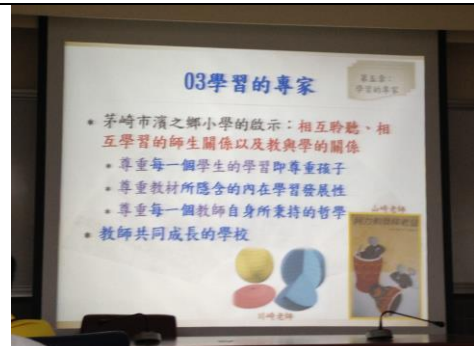 03學習的專家
第五章：
學習的專家
• 茅崎市濱之鄉小學的啟示：相互聆聽、相
互學習的師生關係以及教與學的關係
• 尊重每一個學生的學習即尊重孩子
• 尊重教材所隱含的內在學習發展性
• 尊重每一個教師自身所秉持的哲學
• 教師共同成長的學校
山崎老師
川崎老師